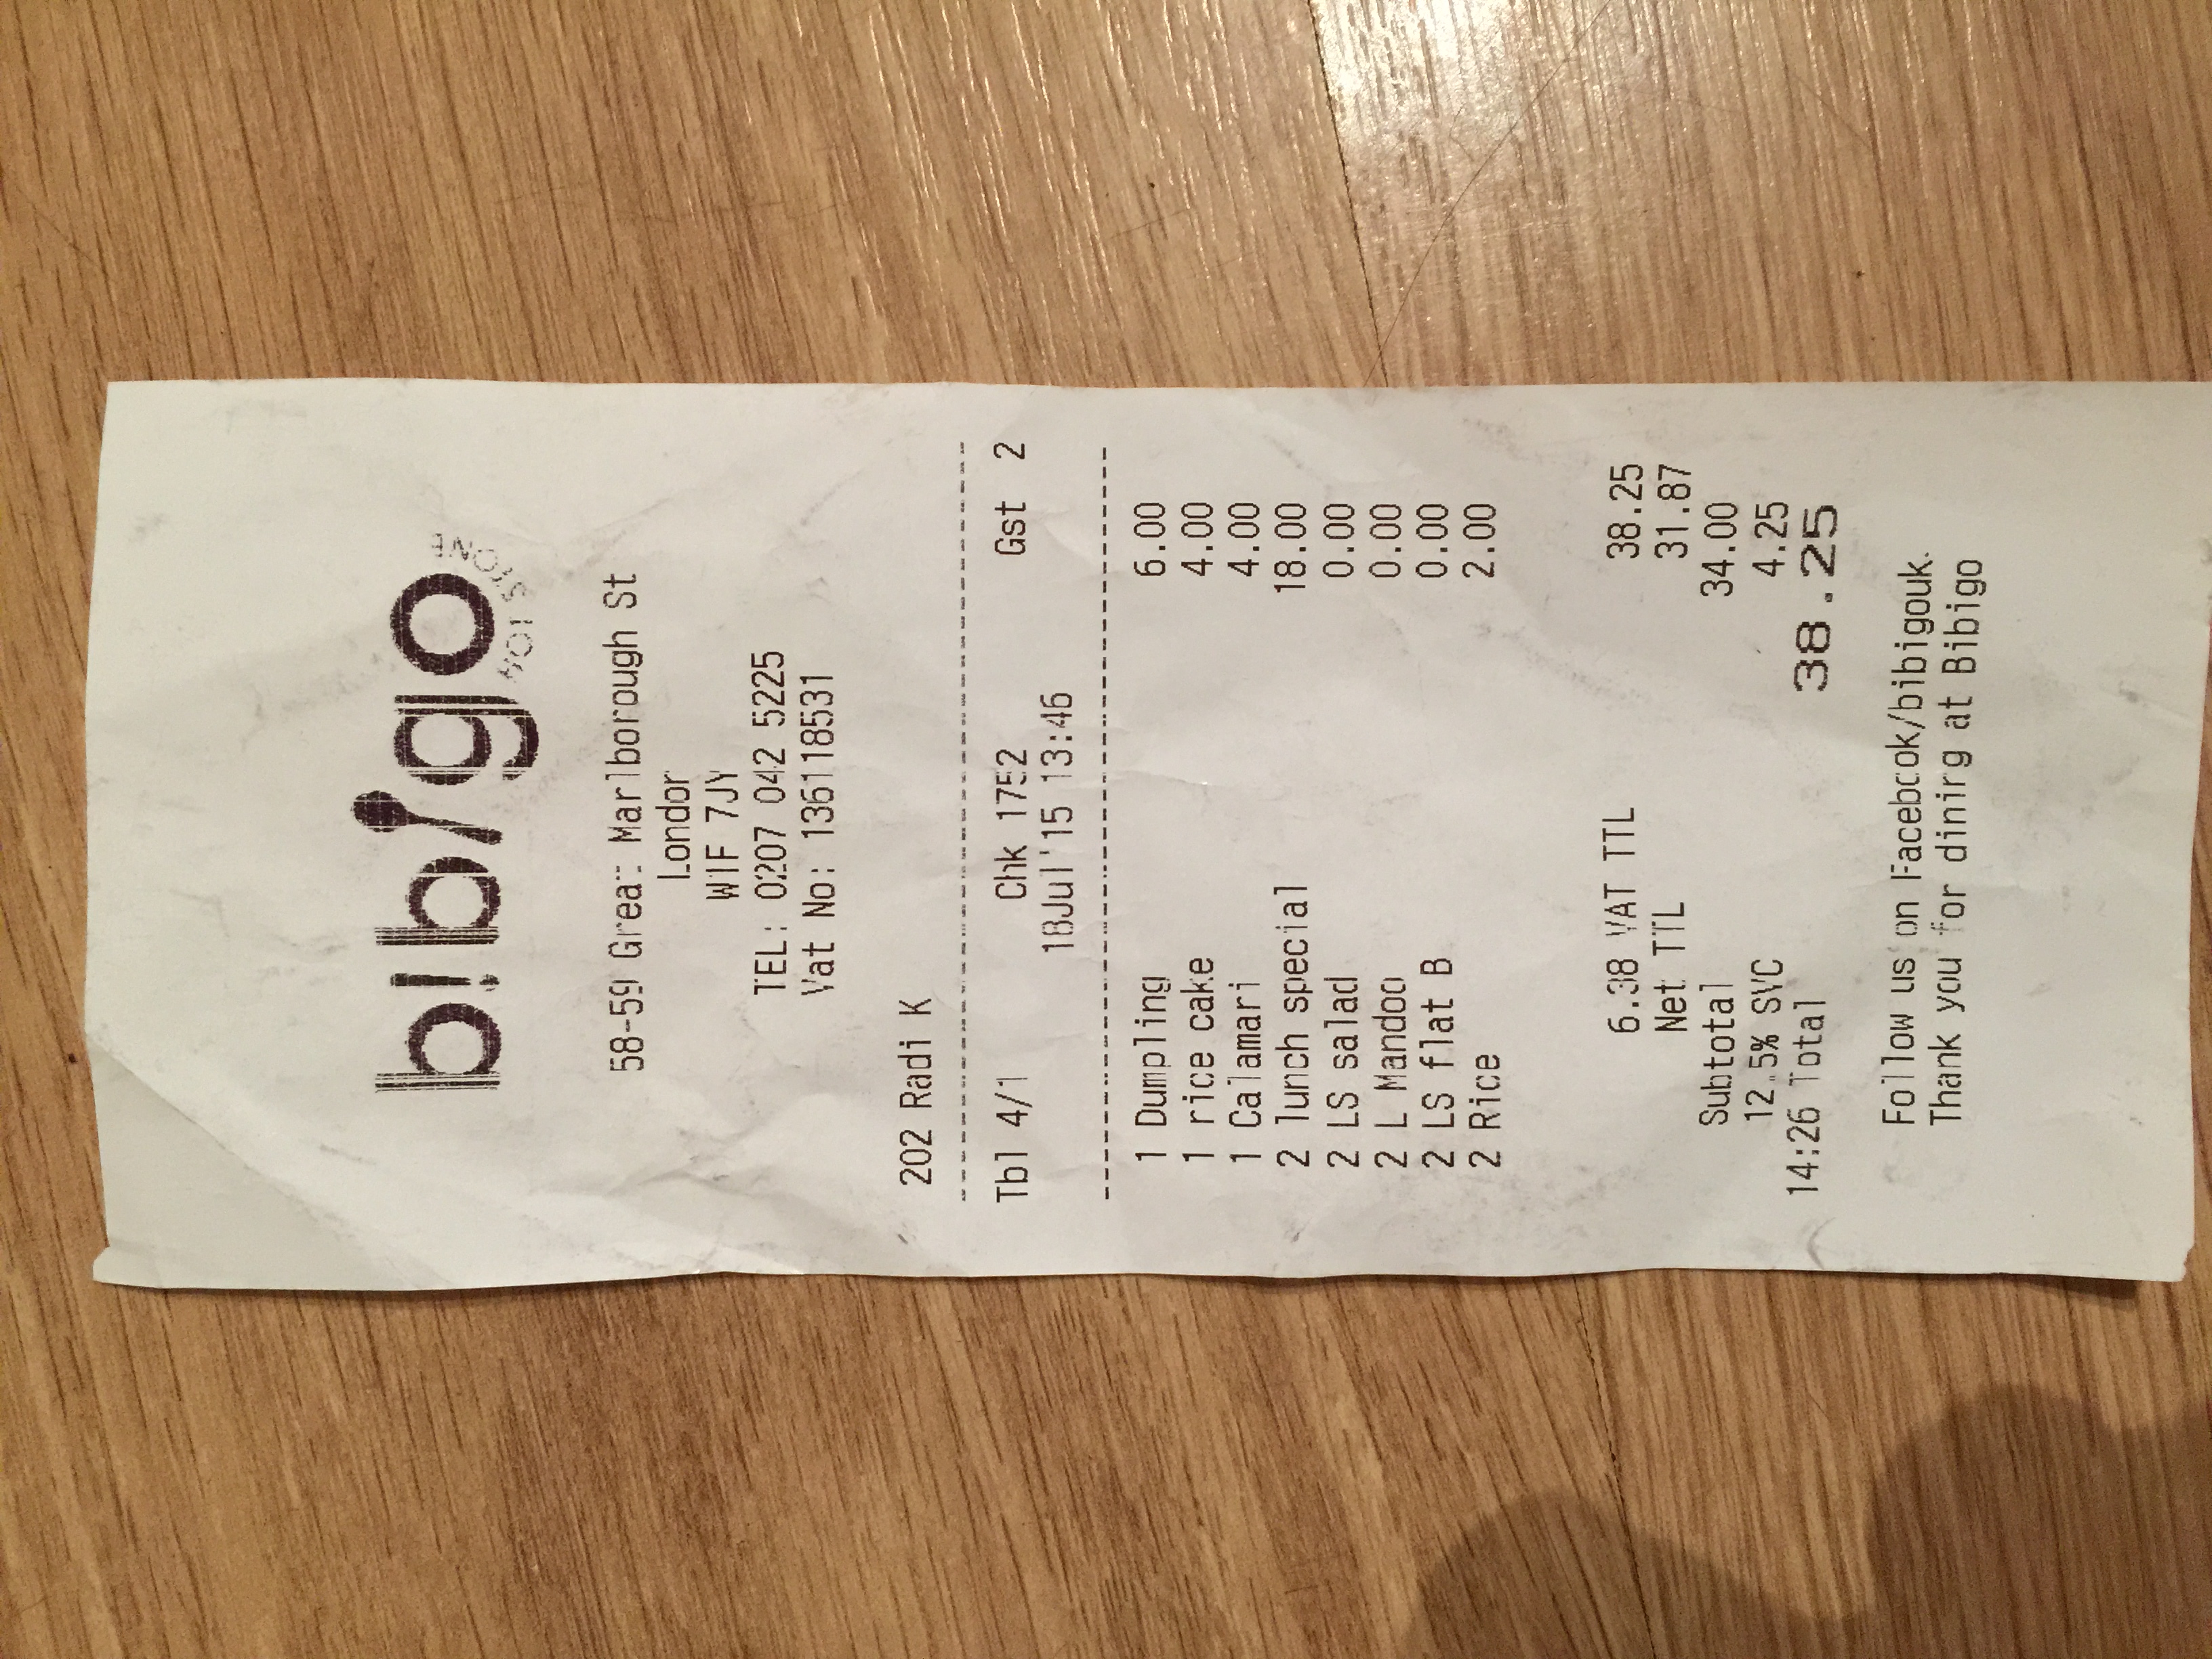 bibigo
HOT STONE
58-59 Great Marlborough St
London
W1F 7JY
TEL: 0207 042 5225
Vat No: 136118531
202 Radi K
Tbl 4/1 Chk 1752 Gst 2
18Jul'15 13:46
1 Dumpling 6.00
1 rice cake 4.00
1 Calamari 4.00
2 lunch special 18.00
2 LS salad 0.00
2 L Mandoo 0.00
2 LS flat B 0.00
2 Rice 2.00
6.38 VAT TTL 38.25
Net TTL 31.87
Subtotal 34.00
12.5% SVC 4.25
14:26 Total 38.25
Follow us on Facebook/bibigouk.
Thank you for dining at Bibigo